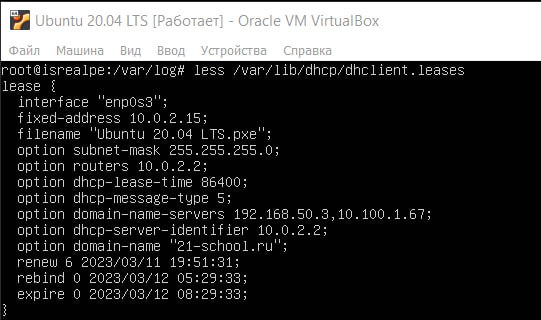 Ubuntu 20.04 LTS [Работает] - Oracle VM VirtualBox
Файл Машина Вид Ввод Устройства Справка
root@isrealpe:/var/log# less /var/lib/dhcp/dhclient.leases
lease {
  interface "enp0s3";
  fixed-address 10.0.2.15;
  filename "Ubuntu 20.04 LTS.pxe";
  option subnet-mask 255.255.255.0;
  option routers 10.0.2.2;
  option dhcp-lease-time 86400;
  option dhcp-message-type 5;
  option domain-name-servers 192.168.50.3,10.100.1.67;
  option dhcp-server-identifier 10.0.2.2;
  option domain-name "21-school.ru";
  renew 6 2023/03/11 19:51:31;
  rebind 0 2023/03/12 05:29:33;
  expire 0 2023/03/12 08:29:33;
}